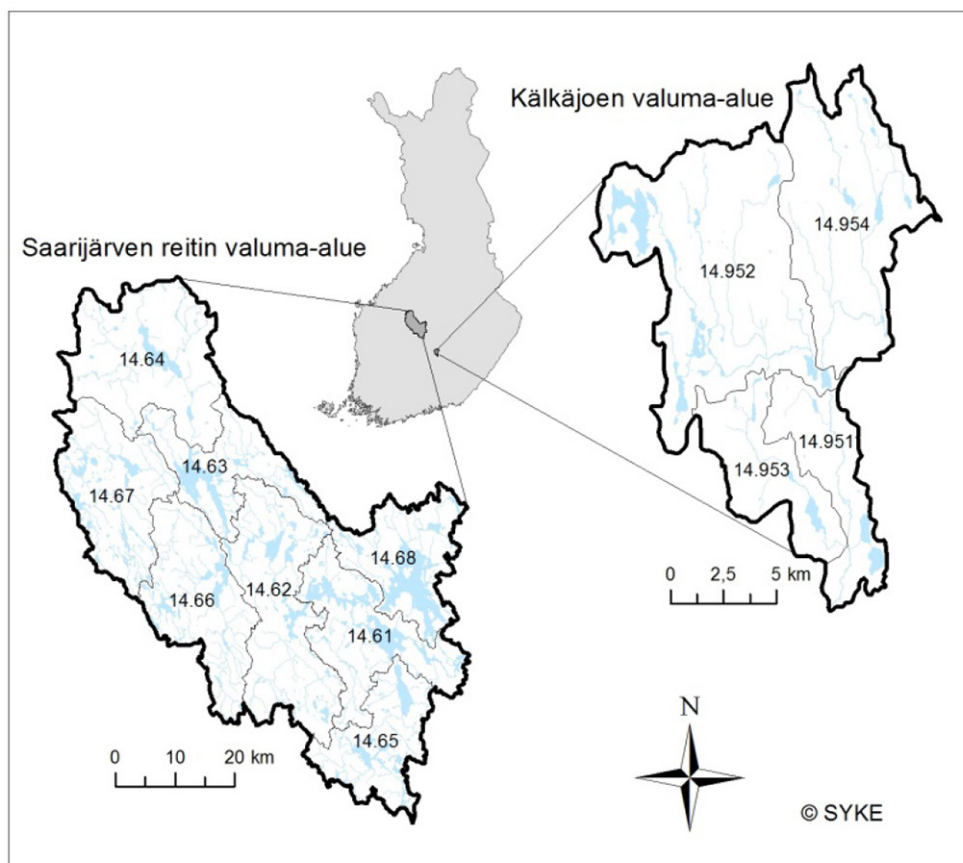 Kälkäjoen valuma-alue
Saarijärven reitin valuma-alue
14.954
14.952
14.951
14.953
0 2,5 5 km
14.64
14.63
14.67
14.68
14.66
14.62
14.61
14.65
0 10 20 km
N
© SYKE